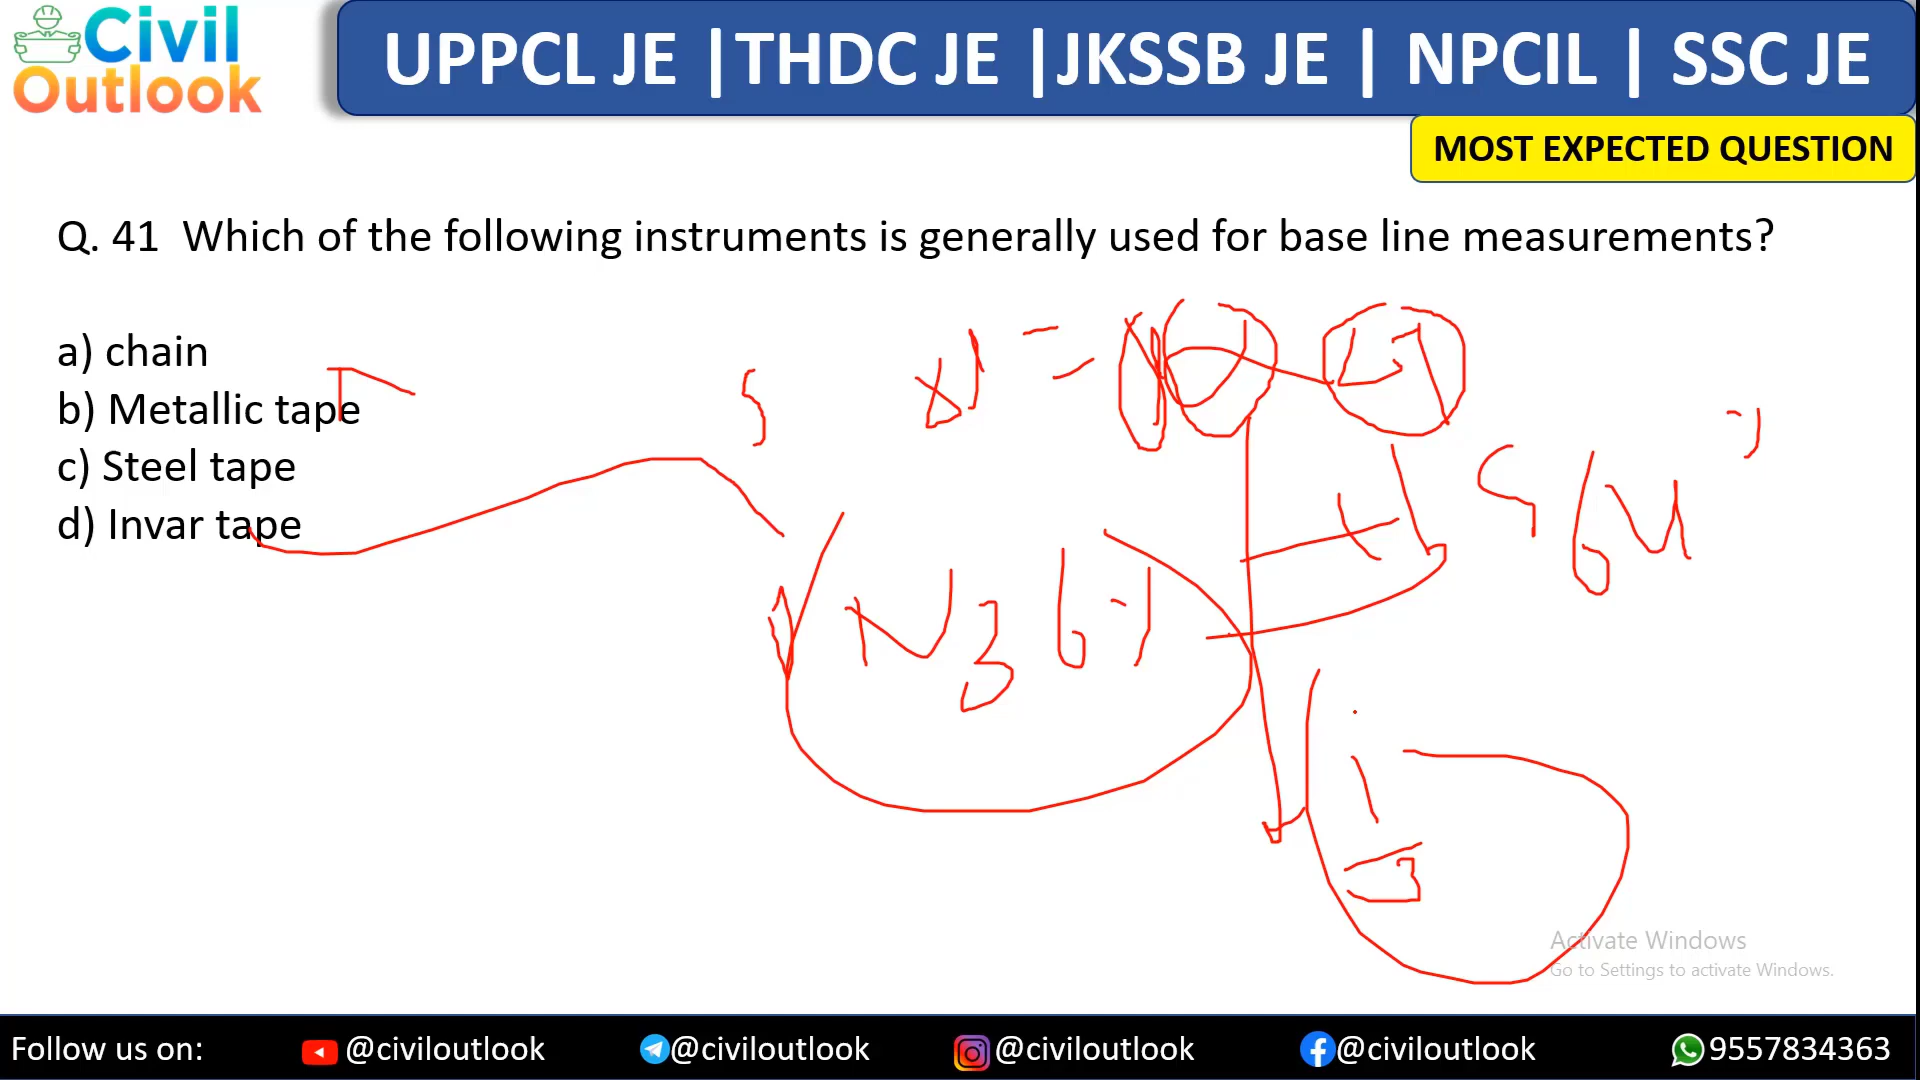 Civil
Outlook
UPPCL JE | THDC JE | JKSSB JE | NPCIL | SSC JE
MOST EXPECTED QUESTION
Q. 41 Which of the following instruments is generally used for base line measurements?
a) chain
b) Metallic tape
c) Steel tape
d) Invar tape
Activate Windows
Go to Settings to activate Windows.
Follow us on: @civiloutlook @civiloutlook @civiloutlook @civiloutlook 9557834363